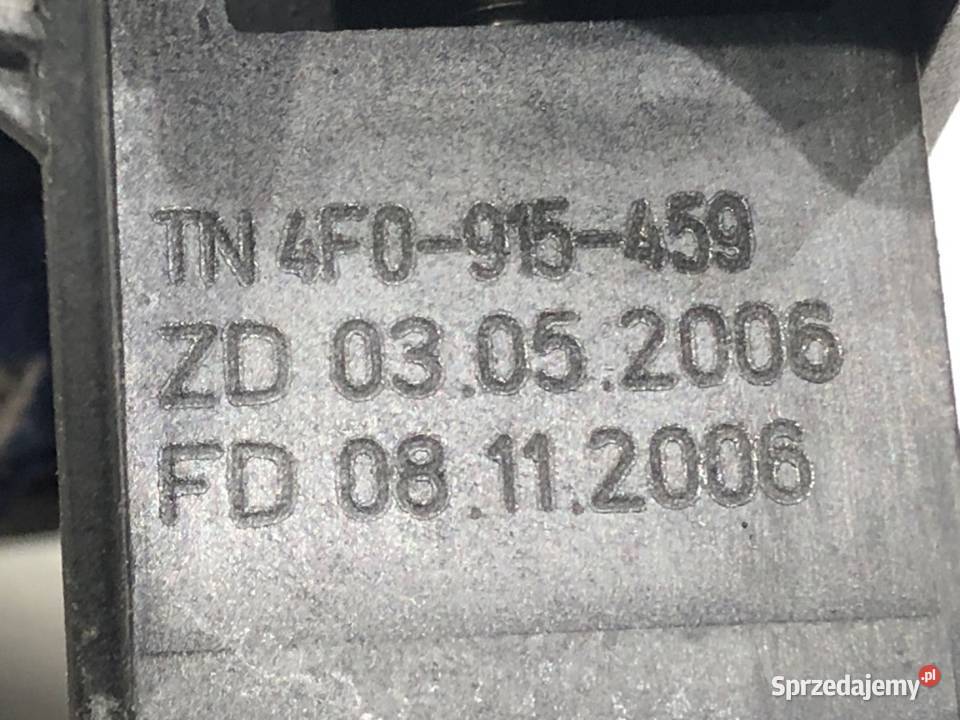 TN 4F0-915-459
ZD 03.05.2006
FD 08.11.2006
Sprzedajemy.pl